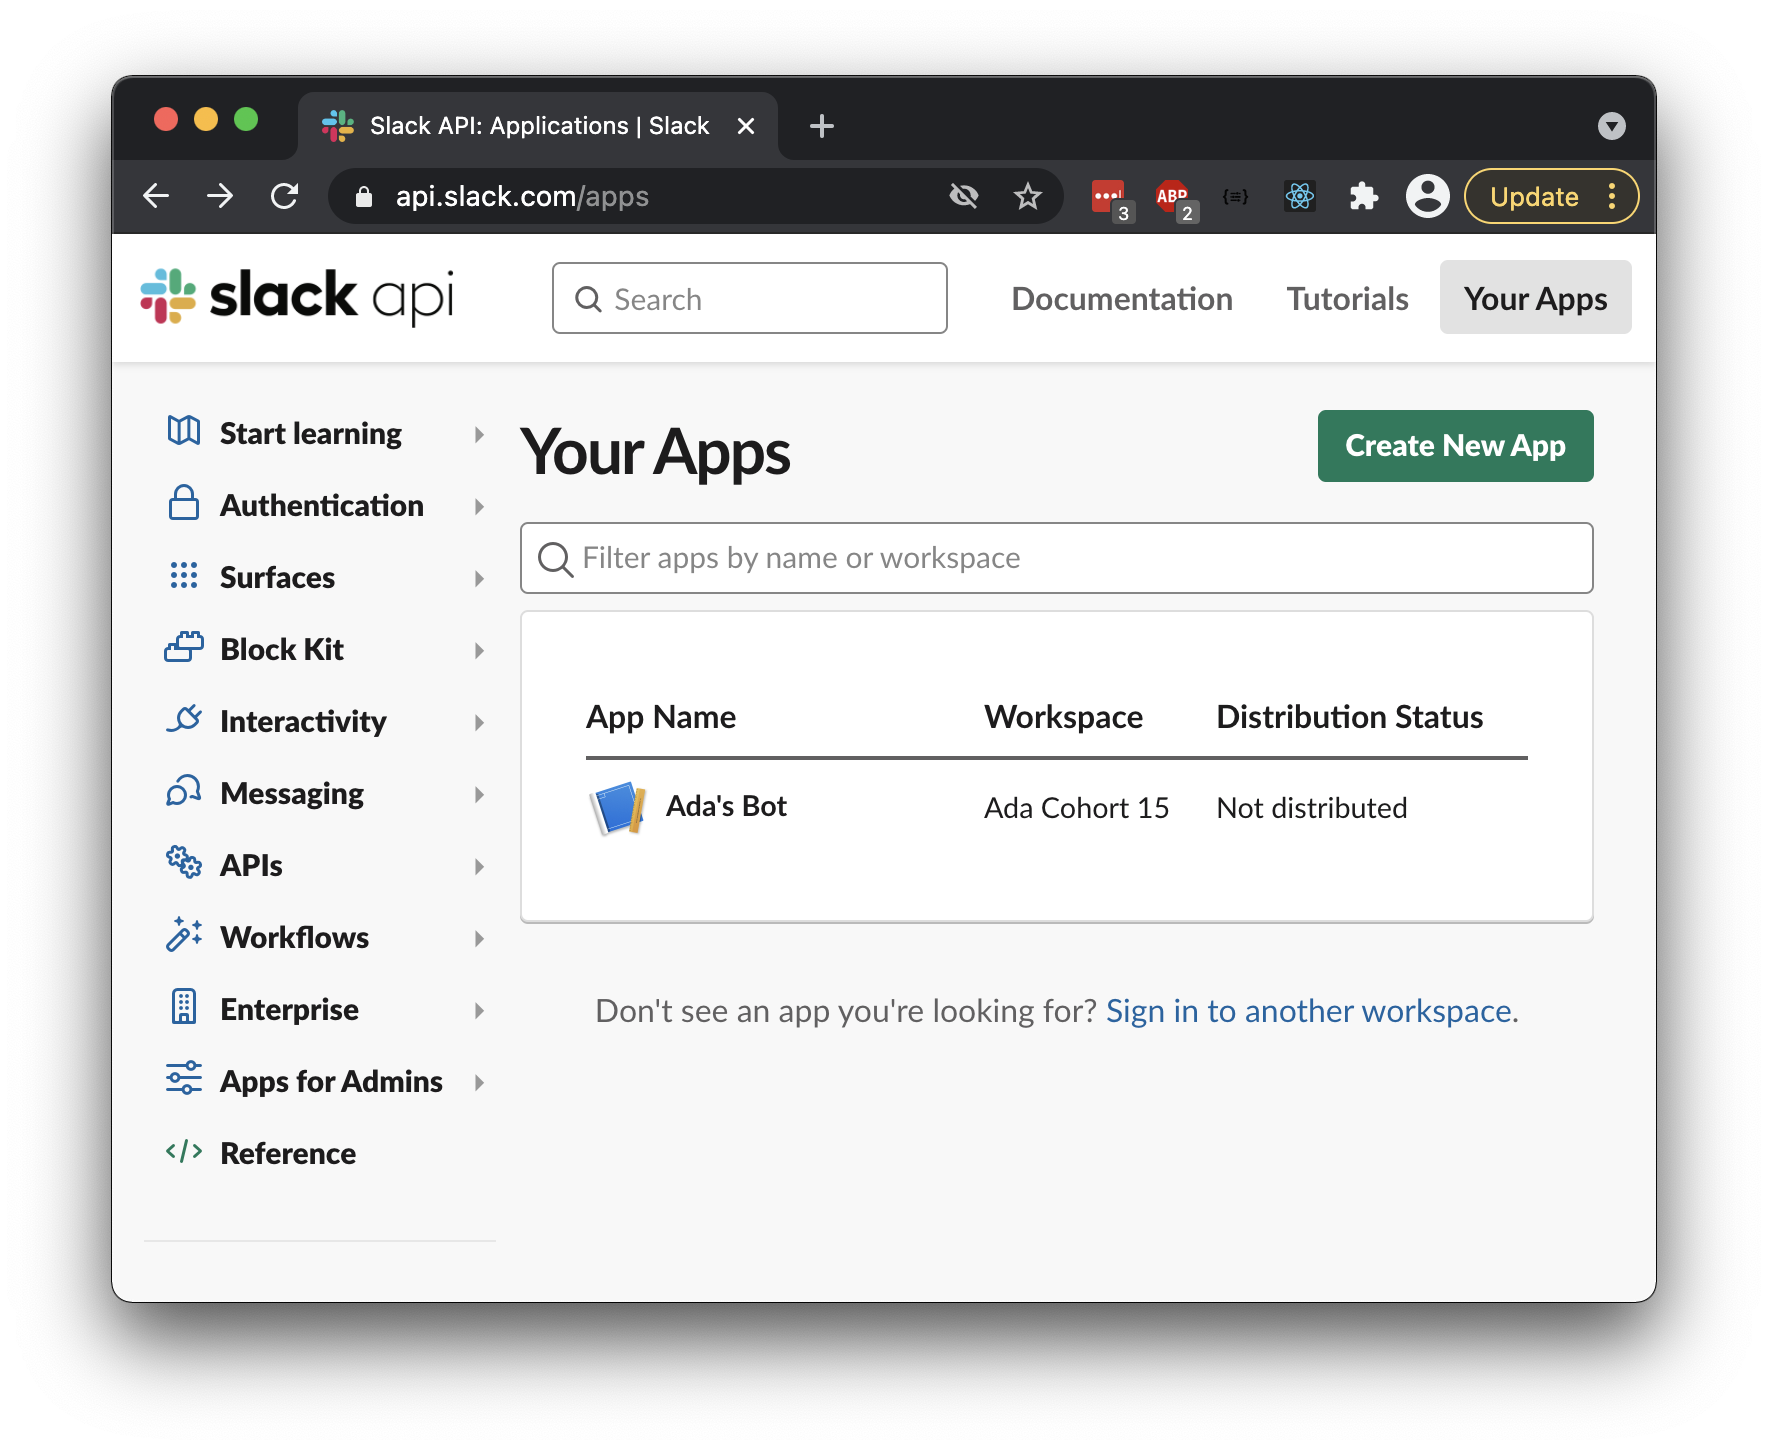 Slack API: Applications | Slack
api.slack.com/apps
3
ABP
2
{≡}
Update
slack api
Search
Documentation
Tutorials
Your Apps
Start learning
Authentication
Surfaces
Block Kit
Interactivity
Messaging
APIs
Workflows
Enterprise
Apps for Admins
</> Reference
Your Apps
Create New App
Filter apps by name or workspace
App Name Workspace Distribution Status
Ada's Bot Ada Cohort 15 Not distributed
Don't see an app you're looking for? Sign in to another workspace.